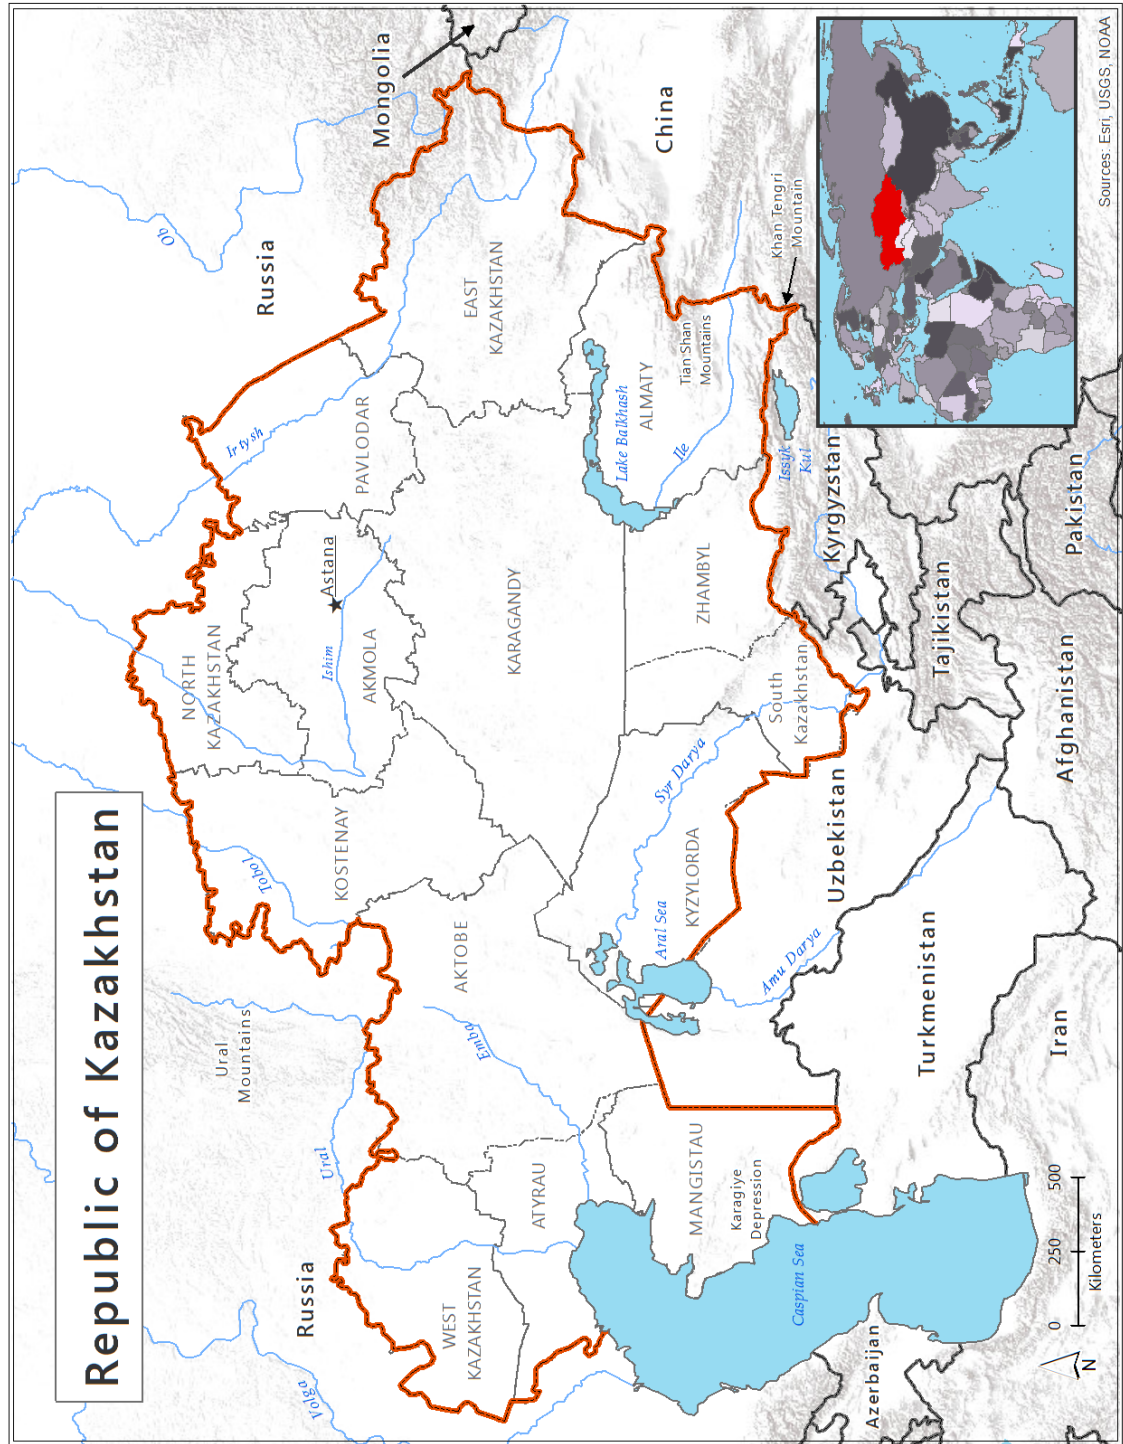 Republic of Kazakhstan
Ob
Mongolia
Russia
Russia
Ural
Mountains
China
Irtysh
Tobol
Volga
Ural
NORTH
KAZAKHSTAN
PAVLODAR
EAST
KAZAKHSTAN
Astana
Ishim
AKMOLA
KOSTENAY
AKTOBE
Emba
WEST
KAZAKHSTAN
ATYRAU
KARAGANDY
Lake Balkhash
ALMATY
Tian Shan
Mountains
Ile
Khan Tengri
Mountain
Issyk
Kul
ZHAMBYL
South
Kazakhstan
Syr Darya
KYZYLORDA
Aral Sea
Amu Darya
MANGISTAU
Karagiye
Depression
Caspian Sea
Kyrgyzstan
Uzbekistan
Tajikistan
Turkmenistan
Afghanistan
Pakistan
Iran
Azerbaijan
N
0 250 500
Kilometers
Sources: Esri, USGS, NOAA